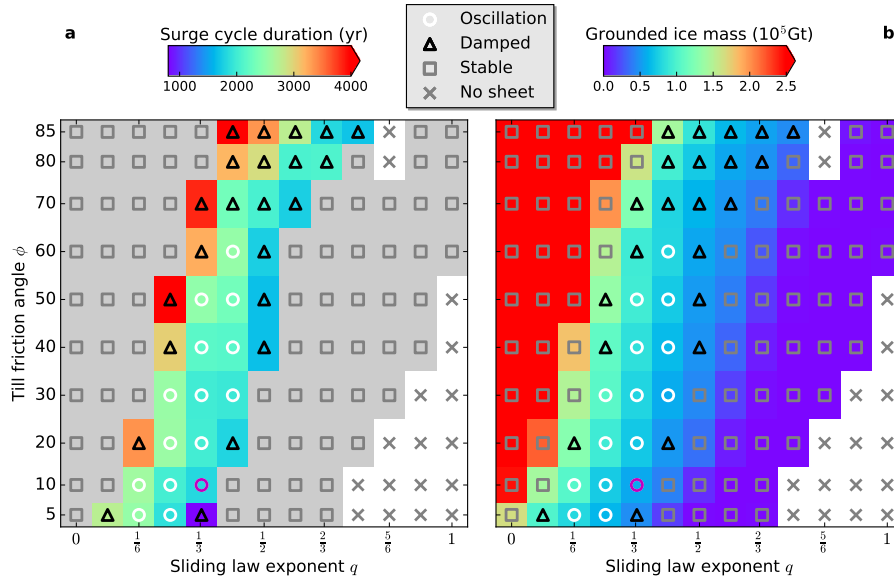 a
Surge cycle duration (yr)
1000 2000 3000 4000
Oscillation
Damped
Stable
No sheet
Grounded ice mass (10⁵Gt)
0.0 0.5 1.0 1.5 2.0 2.5
b
Till friction angle ϕ
85
80
70
60
50
40
30
20
10
5
0 1/6 1/3 1/2 2/3 5/6 1
Sliding law exponent q
0 1/6 1/3 1/2 2/3 5/6 1
Sliding law exponent q